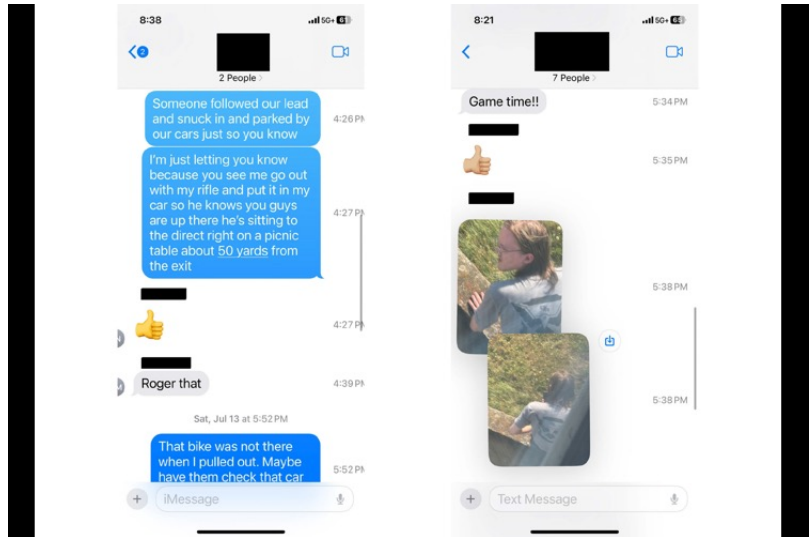 8:38
5G+ 6
2
2 People
Someone followed our lead
and snuck in and parked by
our cars just so you know
4:26 PM
I'm just letting you know
because you see me go out
with my rifle and put it in my
car so he knows you guys
are up there he's sitting to
the direct right on a picnic
table about 50 yards from
the exit
4:27 PM
4:27 PM
Roger that
4:39 PM
Sat, Jul 13 at 5:52 PM
That bike was not there
when I pulled out. Maybe
have them check that car
5:52 PM
iMessage
8:21
5G+
7 People
Game time!!
5:34 PM
5:35 PM
5:38 PM
5:38 PM
Text Message